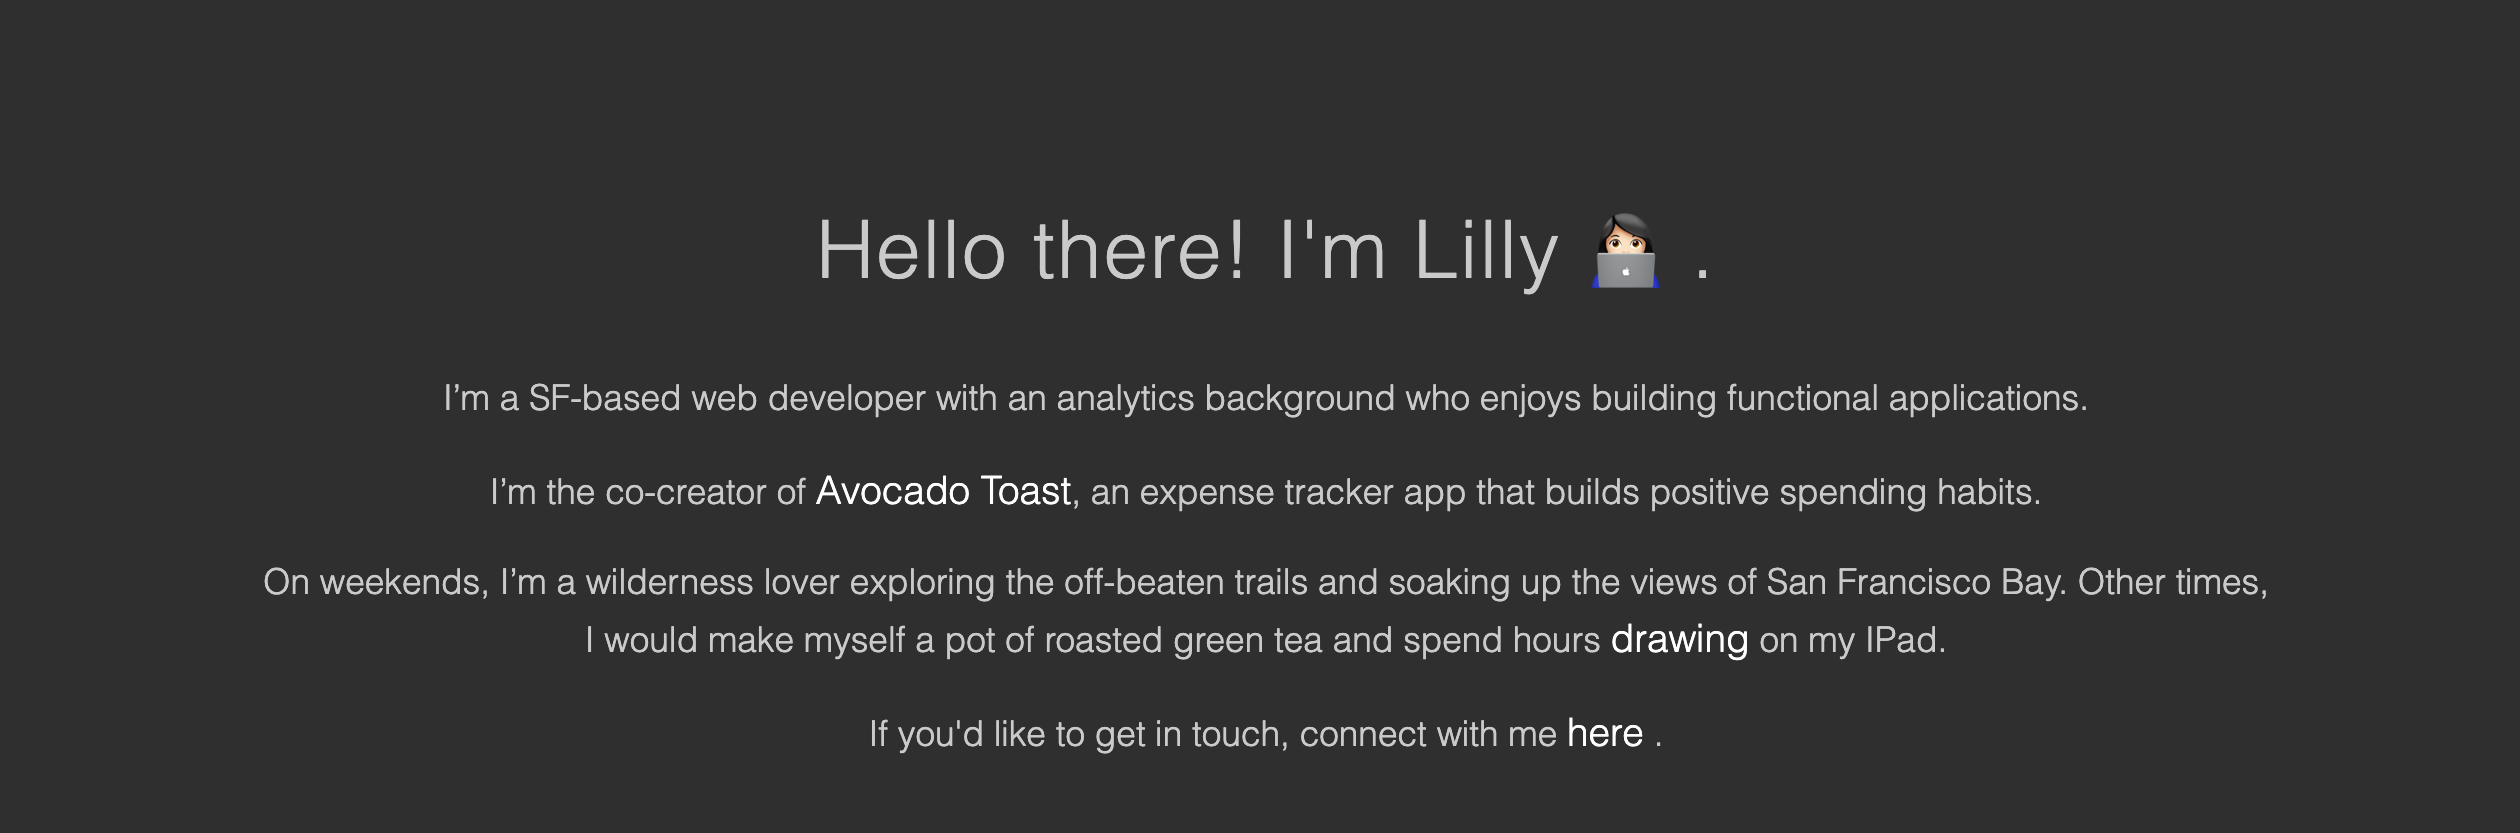 Hello there! I'm Lilly 👩🏻‍💻 .
I’m a SF-based web developer with an analytics background who enjoys building functional applications.
I’m the co-creator of Avocado Toast, an expense tracker app that builds positive spending habits.
On weekends, I’m a wilderness lover exploring the off-beaten trails and soaking up the views of San Francisco Bay. Other times,
I would make myself a pot of roasted green tea and spend hours drawing on my IPad.
If you'd like to get in touch, connect with me here .